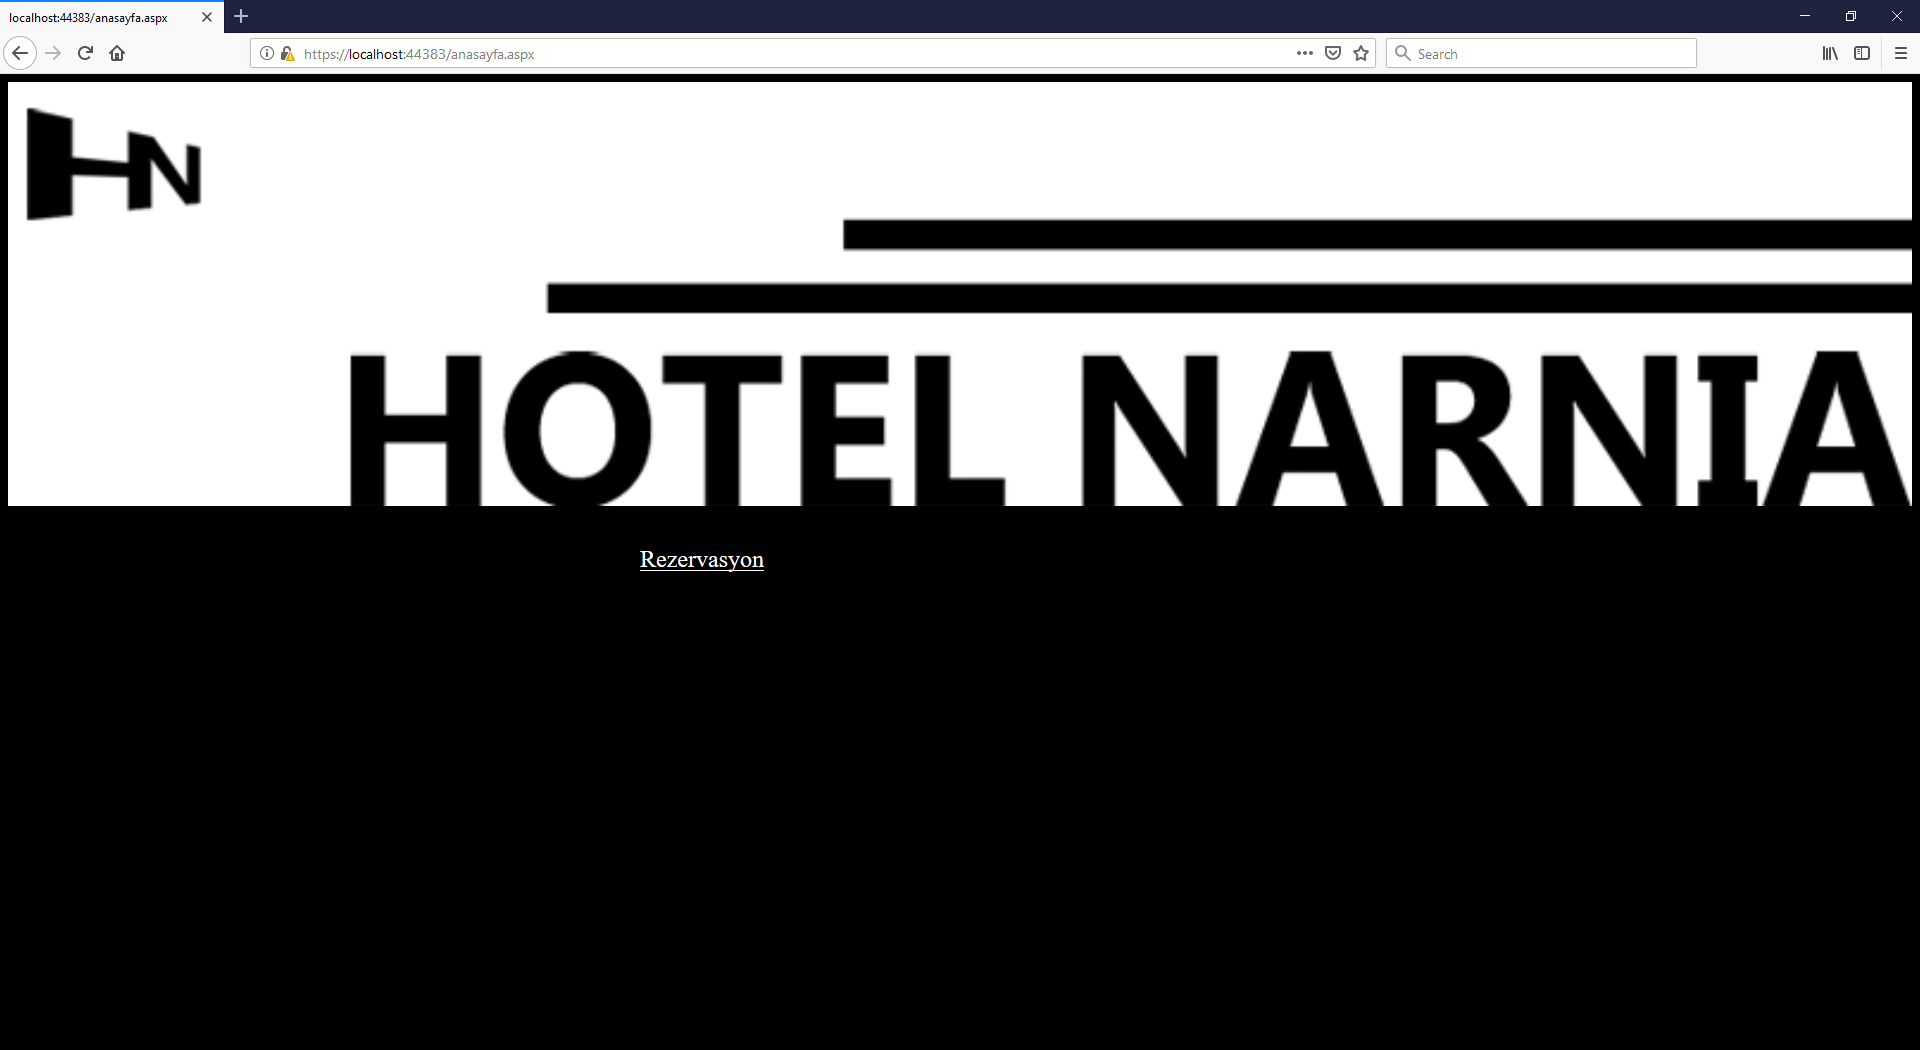 localhost:44383/anasayfa.aspx
https://localhost:44383/anasayfa.aspx
Search
HN
HOTEL NARNIA
Rezervasyon